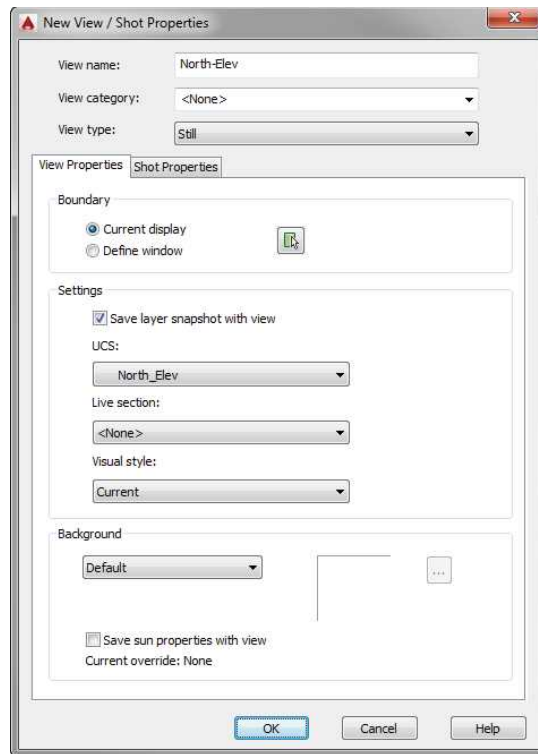 New View / Shot Properties
View name: North-Elev
View category: <None>
View type: Still
View Properties Shot Properties
Boundary
Current display
Define window
Settings
Save layer snapshot with view
UCS:
North_Elev
Live section:
<None>
Visual style:
Current
Background
Default
...
Save sun properties with view
Current override: None
OK Cancel Help